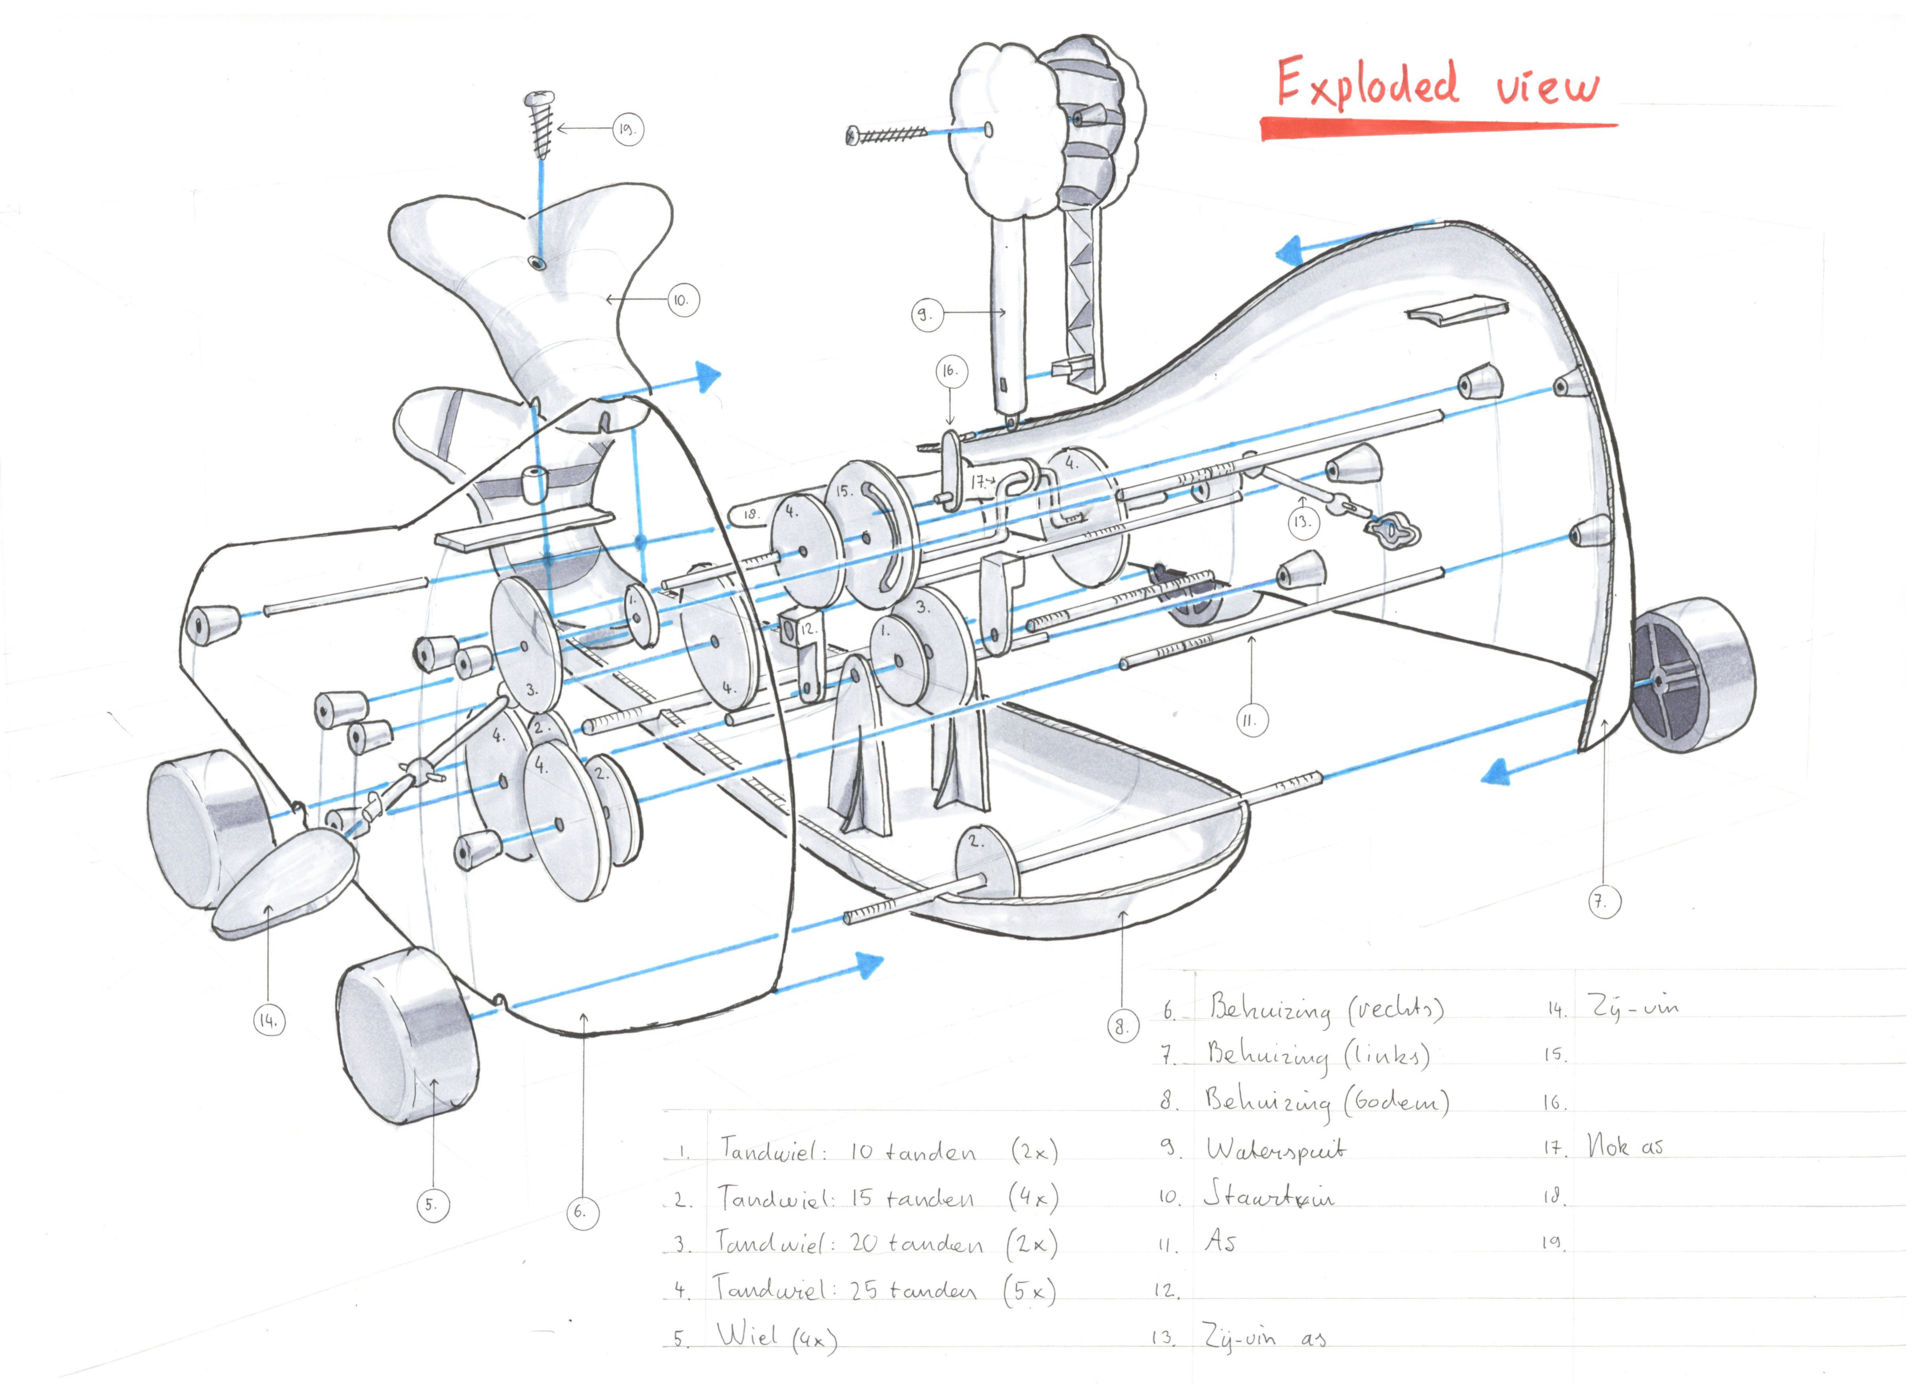 Exploded view
19.
10.
9.
16.
4.
17.
15.
13.
18.
4.
1.
3.
12.
1.
3.
4.
11.
2.
4.
4.
2.
2.
7.
14.
8.
5.
6.
1. Tandwiel: 10 tanden (2x)
2. Tandwiel: 15 tanden (4x)
3. Tandwiel: 20 tanden (2x)
4. Tandwiel: 25 tanden (5x)
5. Wiel (4x)
6. Behuizing (rechts)
7. Behuizing (links)
8. Behuizing (bodem)
9. Waterspuit
10. Staartvin
11. As
12.
13. Zij-vin as
14. Zij-vin
15.
16.
17. Nok as
18.
19.